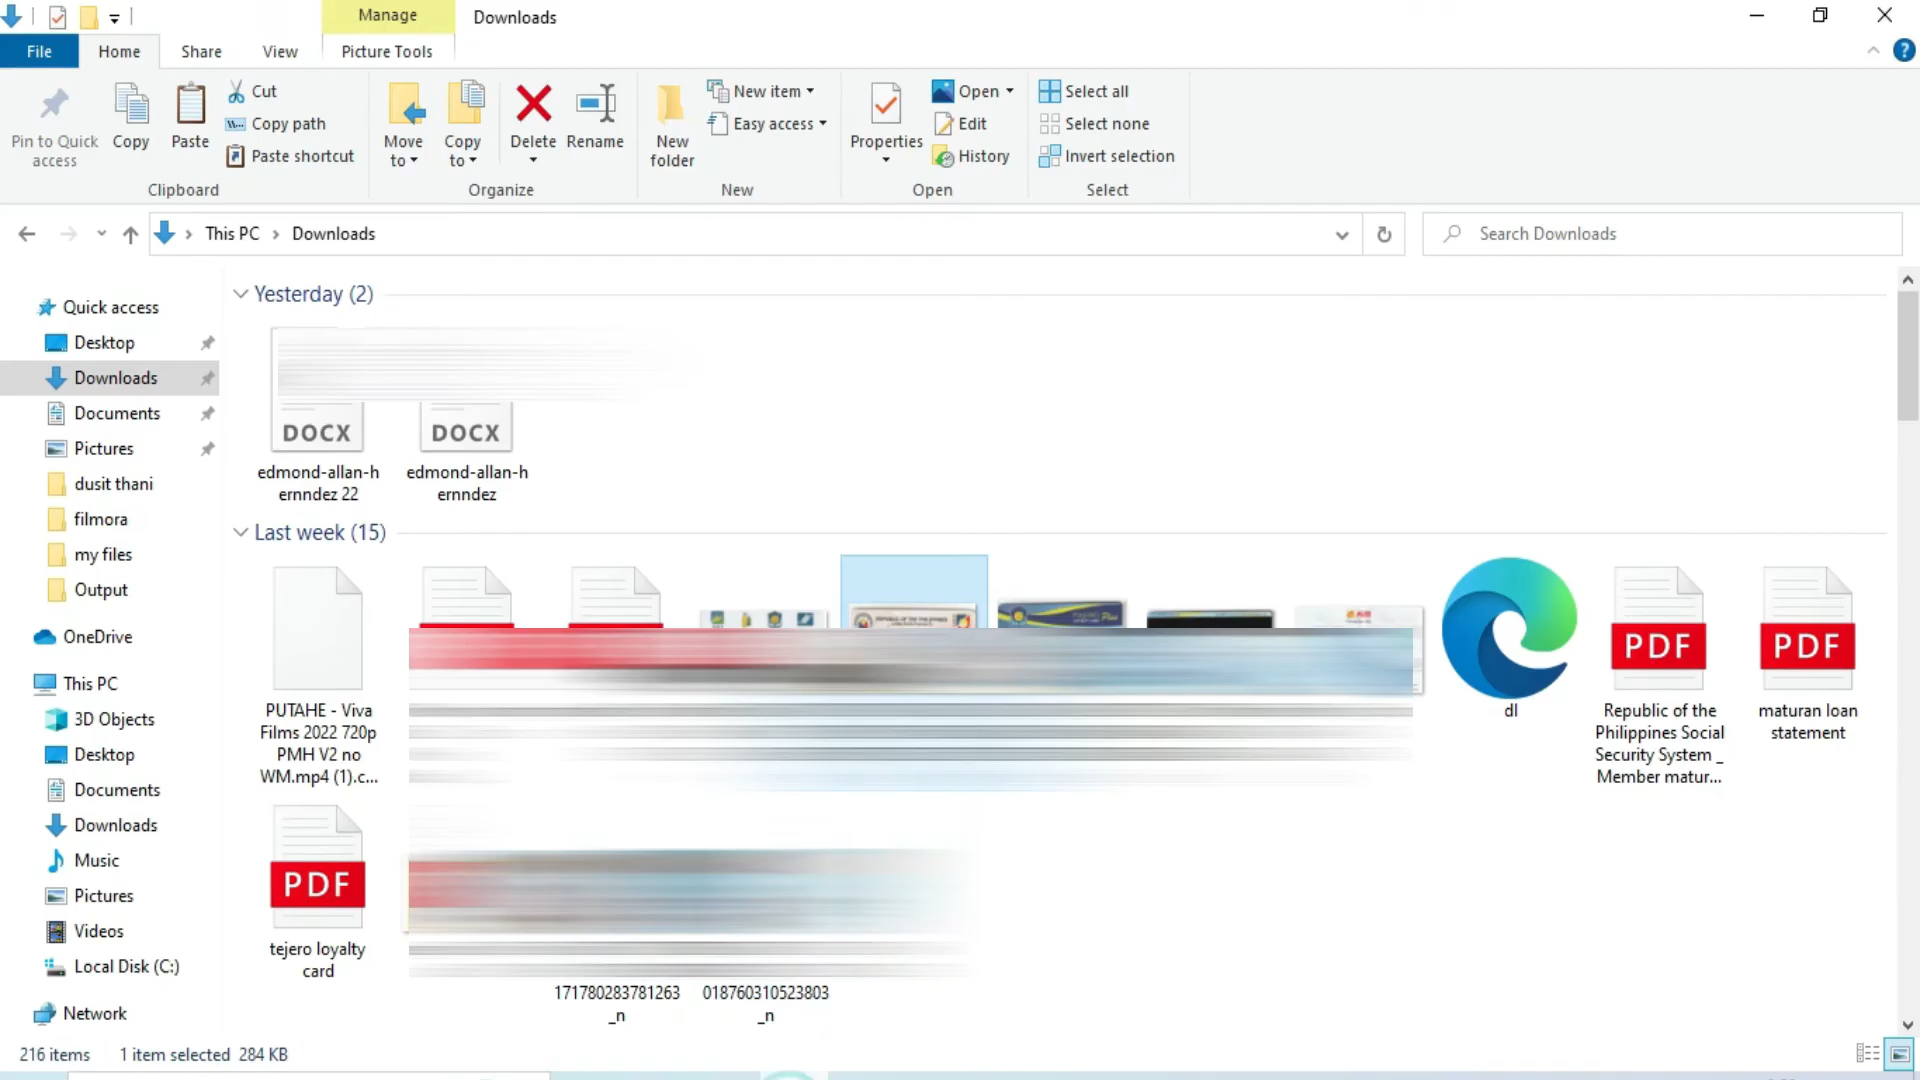 Manage
Downloads
File
Home
Share
View
Picture Tools
Pin to Quick
access
Copy
Paste
Cut
Copy path
Paste shortcut
Clipboard
Move
to
Copy
to
Delete
Rename
Organize
New
folder
New item
Easy access
New
Properties
Open
Edit
History
Open
Select all
Select none
Invert selection
Select
This PC
Downloads
Search Downloads
Quick access
Desktop
Downloads
Documents
Pictures
dusit thani
filmora
my files
Output
OneDrive
This PC
3D Objects
Desktop
Documents
Downloads
Music
Pictures
Videos
Local Disk (C:)
Network
Yesterday (2)
DOCX
DOCX
edmond-allan-h
ernndez 22
edmond-allan-h
ernndez
Last week (15)
PUTAHE - Viva
Films 2022 720p
PMH V2 no
WM.mp4 (1).c...
dl
PDF
Republic of the
Philippines Social
Security System _
Member matur...
PDF
maturan loan
statement
PDF
tejero loyalty
card
171780283781263
_n
018760310523803
_n
216 items
1 item selected 284 KB